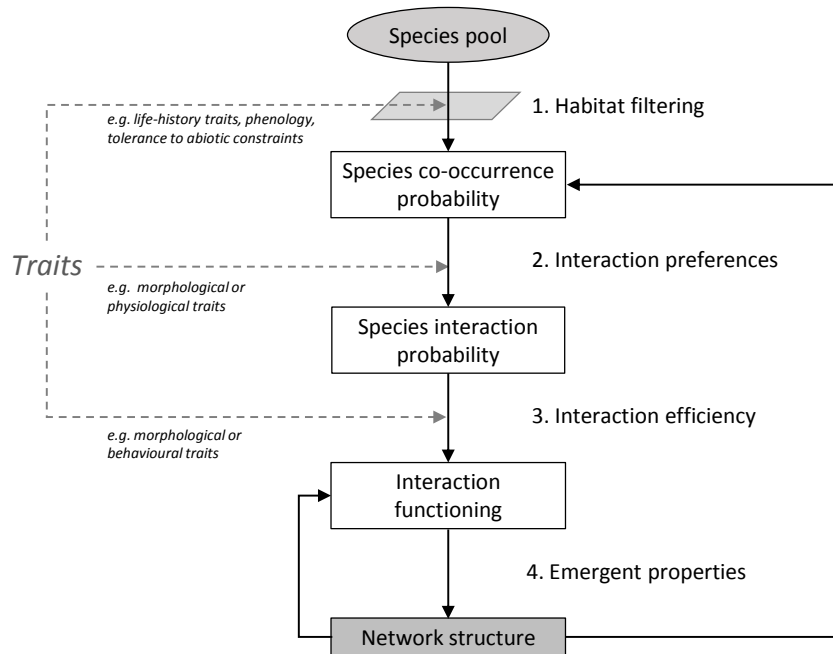 Species pool
1. Habitat filtering
e.g. life-history traits, phenology,
tolerance to abiotic constraints
Species co-occurrence
probability
Traits
2. Interaction preferences
e.g. morphological or
physiological traits
Species interaction
probability
3. Interaction efficiency
e.g. morphological or
behavioural traits
Interaction
functioning
4. Emergent properties
Network structure